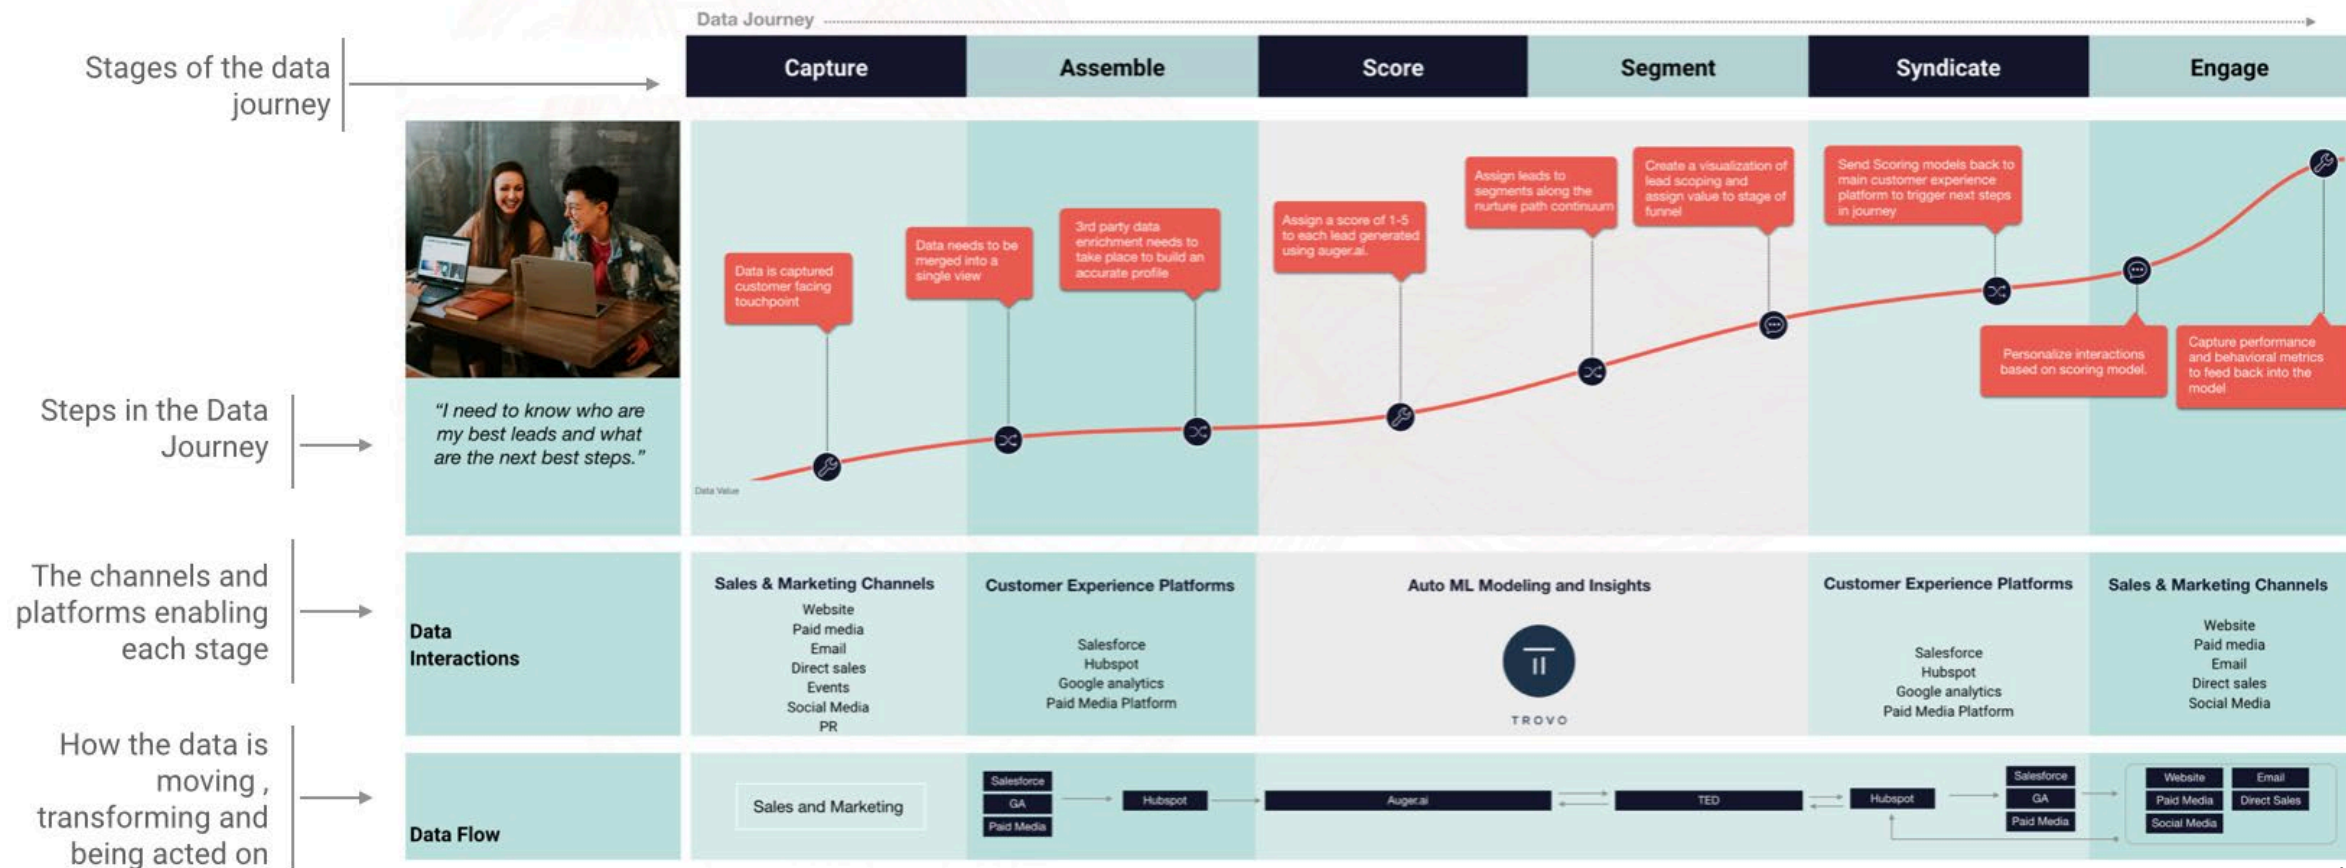 Data Journey
Stages of the data
journey
Capture
Assemble
Score
Segment
Syndicate
Engage
Data is captured
customer facing
touchpoint
Data needs to be
merged into a
single view
3rd party data
enrichment needs to
take place to build an
accurate profile
Assign a score of 1-5
to each lead generated
using auger.ai.
Assign leads to
segments along the
nurture path continuum
Create a visualization of
lead scoping and
assign value to stage of
funnel
Send Scoring models back to
main customer experience
platform to trigger next steps
in journey
Personalize interactions
based on scoring model.
Capture performance
and behavioral metrics
to feed back into the
model
Steps in the Data
Journey
“I need to know who are
my best leads and what
are the next best steps.”
Data Value
The channels and
platforms enabling
each stage
Data
Interactions
Sales & Marketing Channels
Website
Paid media
Email
Direct sales
Events
Social Media
PR
Customer Experience Platforms
Salesforce
Hubspot
Google analytics
Paid Media Platform
Auto ML Modeling and Insights
TROVO
Customer Experience Platforms
Salesforce
Hubspot
Google analytics
Paid Media Platform
Sales & Marketing Channels
Website
Paid media
Email
Direct sales
Social Media
How the data is
moving ,
transforming and
being acted on
Data Flow
Sales and Marketing
Salesforce
GA
Paid Media
Hubspot
Auger.ai
TED
Hubspot
Salesforce
GA
Paid Media
Website
Email
Paid Media
Direct Sales
Social Media